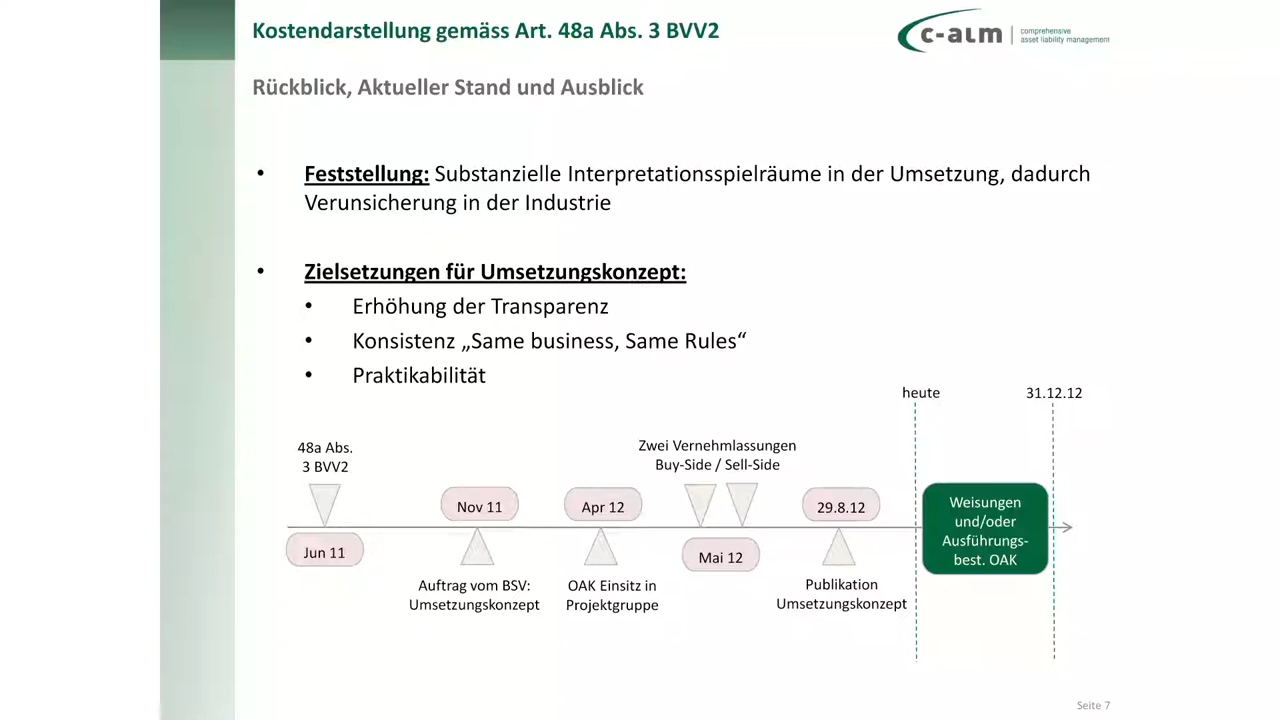 Kostendarstellung gemäss Art. 48a Abs. 3 BVV2
c-alm
comprehensive
asset liability management
Rückblick, Aktueller Stand und Ausblick
• Feststellung: Substanzielle Interpretationsspielräume in der Umsetzung, dadurch
Verunsicherung in der Industrie
• Zielsetzungen für Umsetzungskonzept:
• Erhöhung der Transparenz
• Konsistenz „Same business, Same Rules“
• Praktikabilität
heute
31.12.12
48a Abs.
3 BVV2
Jun 11
Nov 11
Auftrag vom BSV:
Umsetzungskonzept
Apr 12
OAK Einsitz in
Projektgruppe
Zwei Vernehmlassungen
Buy-Side / Sell-Side
Mai 12
29.8.12
Publikation
Umsetzungskonzept
Weisungen
und/oder
Ausführungs-
best. OAK
Seite 7